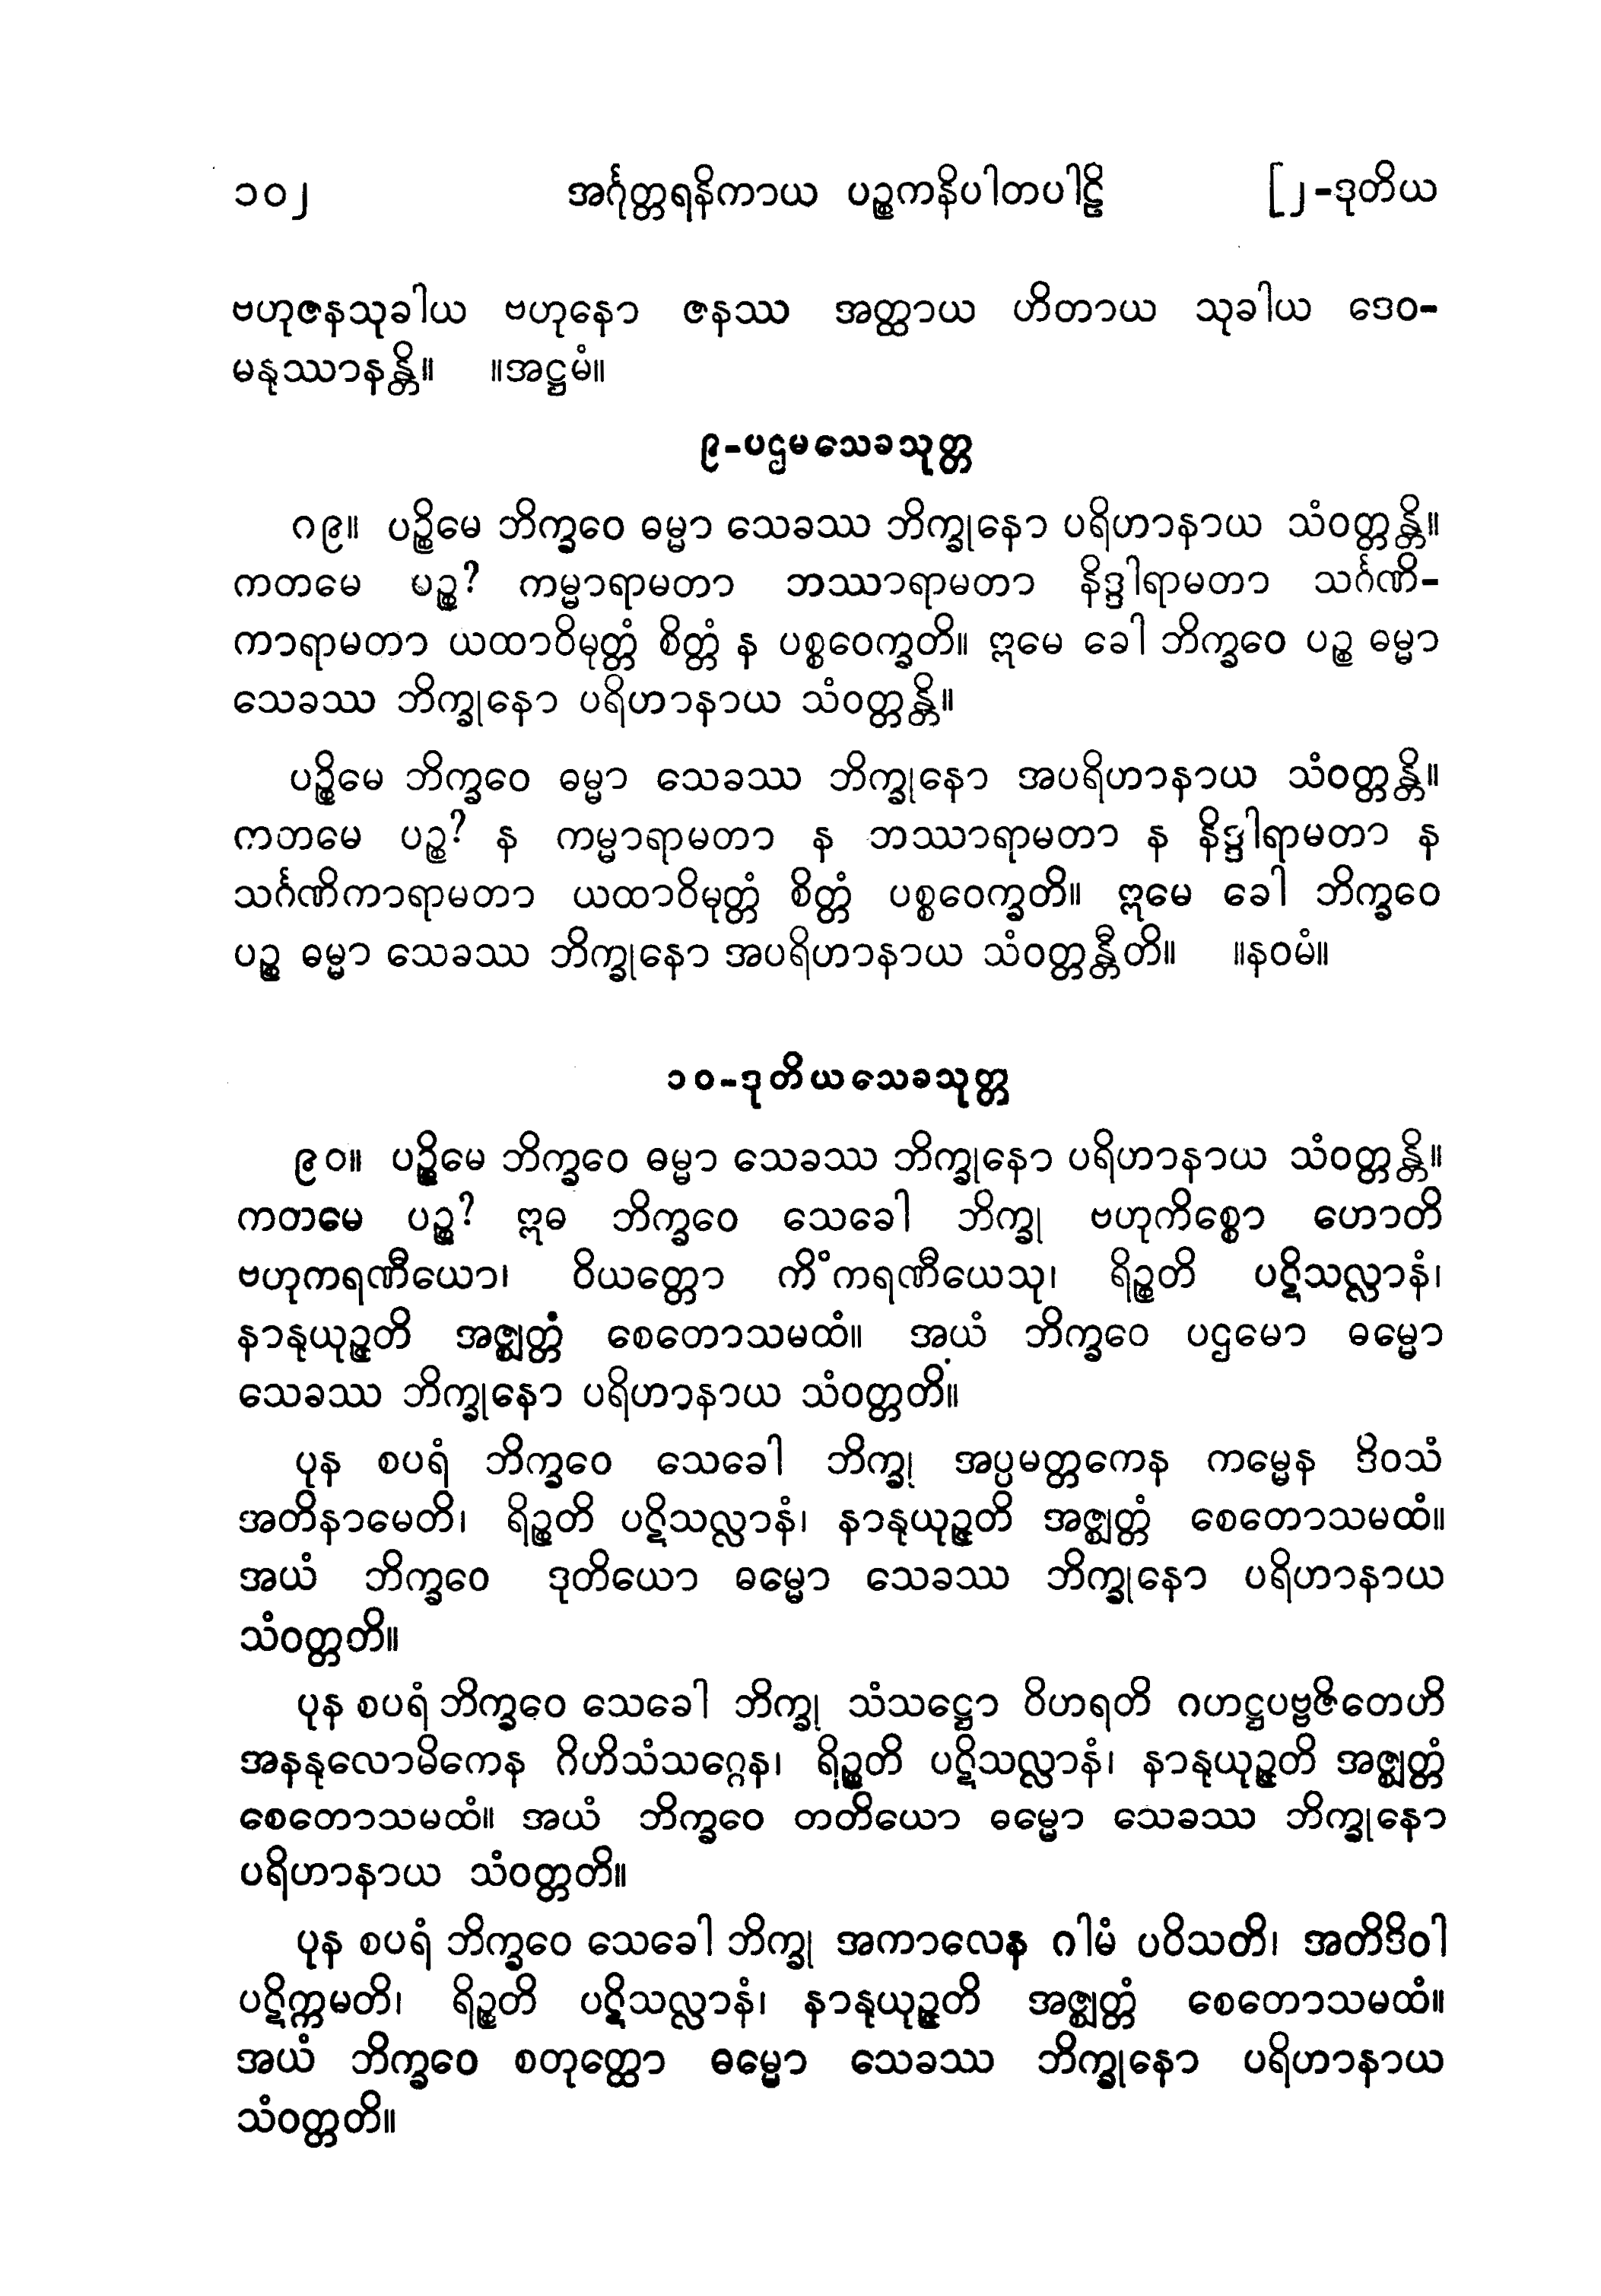 ၁၀၂ အင်္ဂုတ္တရနိကာယ ပဉ္စကနိပါတပါဠိ [၂-ဒုတိယ
ဗဟုဇနသုခါယ ဗဟုနော ဇနဿ အတ္ထာယ ဟိတာယ သုခါယ ဒေဝ-
မနုဿာနန္တိ။ ။အဋ္ဌမံ။
၉-ပဌမသေခသုတ္တ
ဂ၉။ ပဉ္စိမေ ဘိက္ခဝေ ဓမ္မာ သေခဿ ဘိက္ခုနော ပရိဟာနာယ သံဝတ္တန္တိ။
ကတမေ ပဉ္စ? ကမ္မာရာမတာ ဘဿာရာမတာ နိဒ္ဒါရာမတာ သင်္ဂဏိ-
ကာရာမတာ ယထာဝိမုတ္တံ စိတ္တံ န ပစ္စဝေက္ခတိ။ ဣမေ ခေါ ဘိက္ခဝေ ပဉ္စ ဓမ္မာ
သေခဿ ဘိက္ခုနော ပရိဟာနာယ သံဝတ္တန္တိ။
ပဉ္စိမေ ဘိက္ခဝေ ဓမ္မာ သေခဿ ဘိက္ခုနော အပရိဟာနာယ သံဝတ္တန္တိ။
ကတမေ ပဉ္စ? န ကမ္မာရာမတာ န ဘဿာရာမတာ န နိဒ္ဒါရာမတာ န
သင်္ဂဏိကာရာမတာ ယထာဝိမုတ္တံ စိတ္တံ ပစ္စဝေက္ခတိ။ ဣမေ ခေါ ဘိက္ခဝေ
ပဉ္စ ဓမ္မာ သေခဿ ဘိက္ခုနော အပရိဟာနာယ သံဝတ္တန္တီတိ။ ။နဝမံ။
၁၀-ဒုတိယသေခသုတ္တ
၉၀။ ပဉ္စိမေ ဘိက္ခဝေ ဓမ္မာ သေခဿ ဘိက္ခုနော ပရိဟာနာယ သံဝတ္တန္တိ။
ကတမေ ပဉ္စ? ဣဓ ဘိက္ခဝေ သေခေါ ဘိက္ခု ဗဟုကိစ္စော ဟောတိ
ဗဟုကရဏီယော၊ ဝိယတ္တော ကိံကရဏီယေသု၊ ရိဉ္စတိ ပဋိသလ္လာနံ၊
နာနုယုဉ္ဇတိ အဇ္ဈတ္တံ စေတောသမထံ။ အယံ ဘိက္ခဝေ ပဌမော ဓမ္မော
သေခဿ ဘိက္ခုနော ပရိဟာနာယ သံဝတ္တတိ။
ပုန စပရံ ဘိက္ခဝေ သေခေါ ဘိက္ခု အပ္ပမတ္တကေန ကမ္မေန ဒိဝသံ
အတိနာမေတိ၊ ရိဉ္စတိ ပဋိသလ္လာနံ၊ နာနုယုဉ္ဇတိ အဇ္ဈတ္တံ စေတောသမထံ။
အယံ ဘိက္ခဝေ ဒုတိယော ဓမ္မော သေခဿ ဘိက္ခုနော ပရိဟာနာယ
သံဝတ္တတိ။
ပုန စပရံ ဘိက္ခဝေ သေခေါ ဘိက္ခု သံသဋ္ဌော ဝိဟရတိ ဂဟဋ္ဌပဗ္ဗဇိတေဟိ
အနနုလောမိကေန ဂိဟိသံသဂ္ဂေန၊ ရိဉ္စတိ ပဋိသလ္လာနံ၊ နာနုယုဉ္ဇတိ အဇ္ဈတ္တံ
စေတောသမထံ။ အယံ ဘိက္ခဝေ တတိယော ဓမ္မော သေခဿ ဘိက္ခုနော
ပရိဟာနာယ သံဝတ္တတိ။
ပုန စပရံ ဘိက္ခဝေ သေခေါ ဘိက္ခု အကာလေန ဂါမံ ပဝိသတိ၊ အတိဒိဝါ
ပဋိက္ကမတိ၊ ရိဉ္စတိ ပဋိသလ္လာနံ၊ နာနုယုဉ္ဇတိ အဇ္ဈတ္တံ စေတောသမထံ။
အယံ ဘိက္ခဝေ စတုတ္ထော ဓမ္မော သေခဿ ဘိက္ခုနော ပရိဟာနာယ
သံဝတ္တတိ။